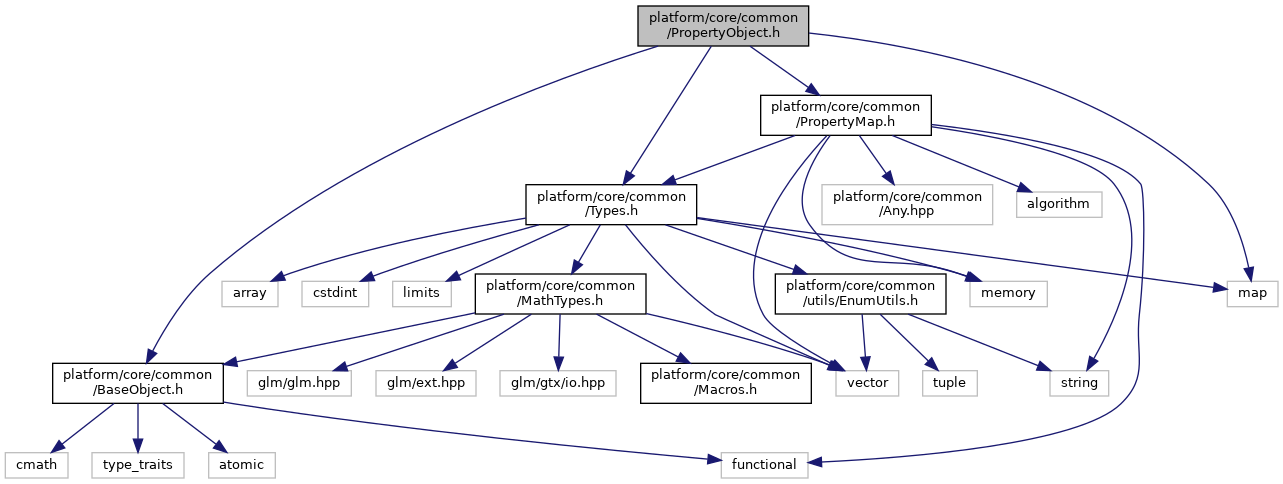 platform/core/common
/PropertyObject.h
platform/core/common
/PropertyMap.h
platform/core/common
/Types.h
platform/core/common
/Any.hpp
algorithm
array
cstdint
limits
platform/core/common
/MathTypes.h
platform/core/common
/utils/EnumUtils.h
memory
map
platform/core/common
/BaseObject.h
glm/glm.hpp
glm/ext.hpp
glm/gtx/io.hpp
platform/core/common
/Macros.h
vector
tuple
string
cmath
type_traits
atomic
functional